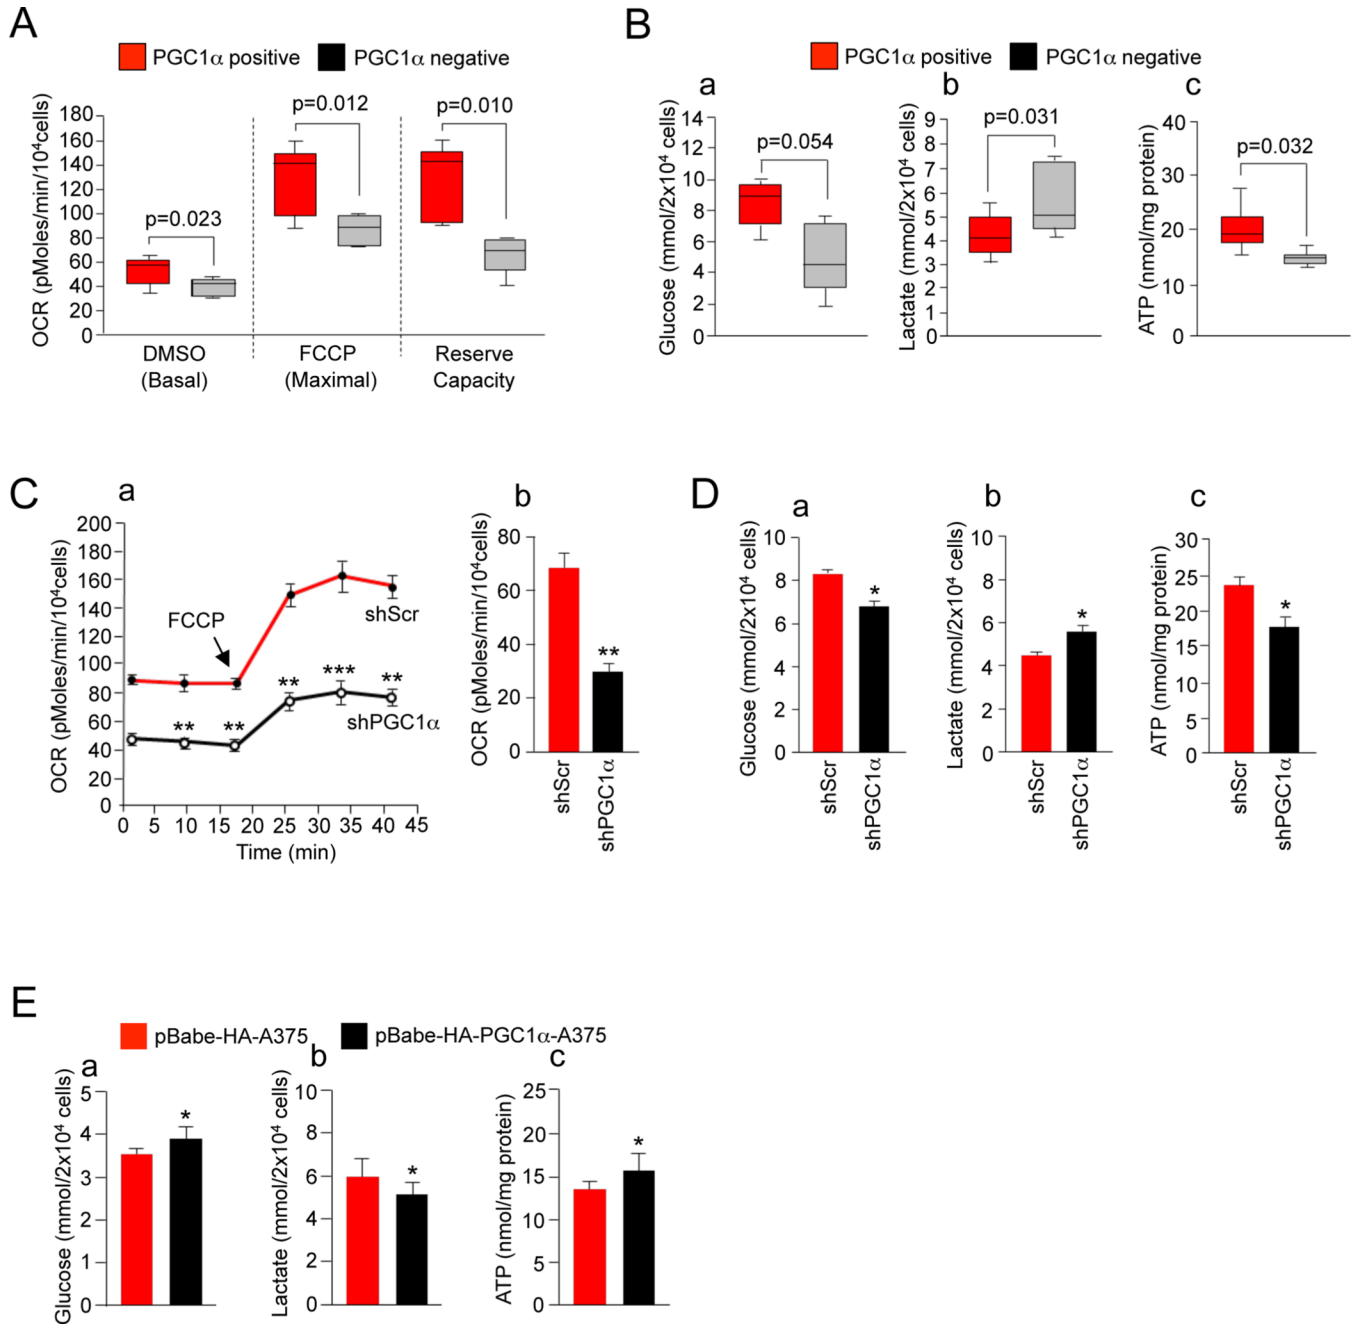 A
PGC1α positive
PGC1α negative
OCR (pMoles/min/10⁴cells)
180
160
140
120
100
80
60
40
20
0
p=0.023
p=0.012
p=0.010
DMSO
(Basal)
FCCP
(Maximal)
Reserve
Capacity
B
PGC1α positive
PGC1α negative
a
Glucose (mmol/2x10⁴ cells)
14
12
10
8
6
4
2
0
p=0.054
b
Lactate (mmol/2x10⁴ cells)
9
8
7
6
5
4
3
2
1
0
p=0.031
c
ATP (nmol/mg protein)
40
30
20
10
0
p=0.032
C
a
OCR (pMoles/min/10⁴cells)
200
180
160
140
120
100
80
60
40
20
0
FCCP
shScr
** ** ** *** **
shPGC1α
0 5 10 15 20 25 30 35 40 45
Time (min)
b
OCR (pMoles/min/10⁴cells)
80
60
40
20
0
**
shScr
shPGC1α
D
a
Glucose (mmol/2x10⁴ cells)
10
8
6
4
2
0
*
shScr
shPGC1α
b
Lactate (mmol/2x10⁴ cells)
10
8
6
4
2
0
*
shScr
shPGC1α
c
ATP (nmol/mg protein)
30
25
20
15
10
5
0
*
shScr
shPGC1α
E
pBabe-HA-A375
pBabe-HA-PGC1α-A375
a
Glucose (mmol/2x10⁴ cells)
5
4
3
2
1
0
*
b
Lactate (mmol/2x10⁴ cells)
10
8
6
4
2
0
*
c
ATP (nmol/mg protein)
25
20
15
10
5
0
*